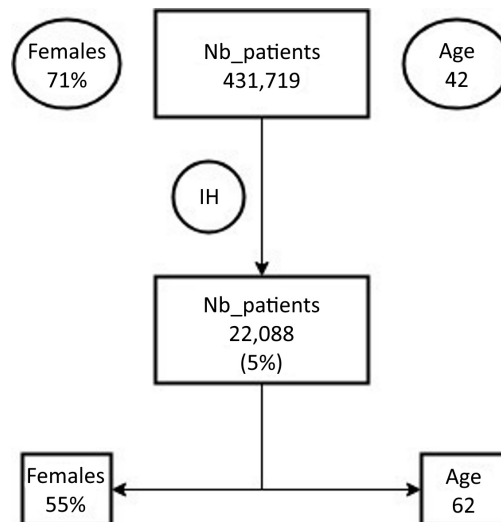 Females
71%
Nb_patients
431,719
Age
42
IH
Nb_patients
22,088
(5%)
Females
55%
Age
62